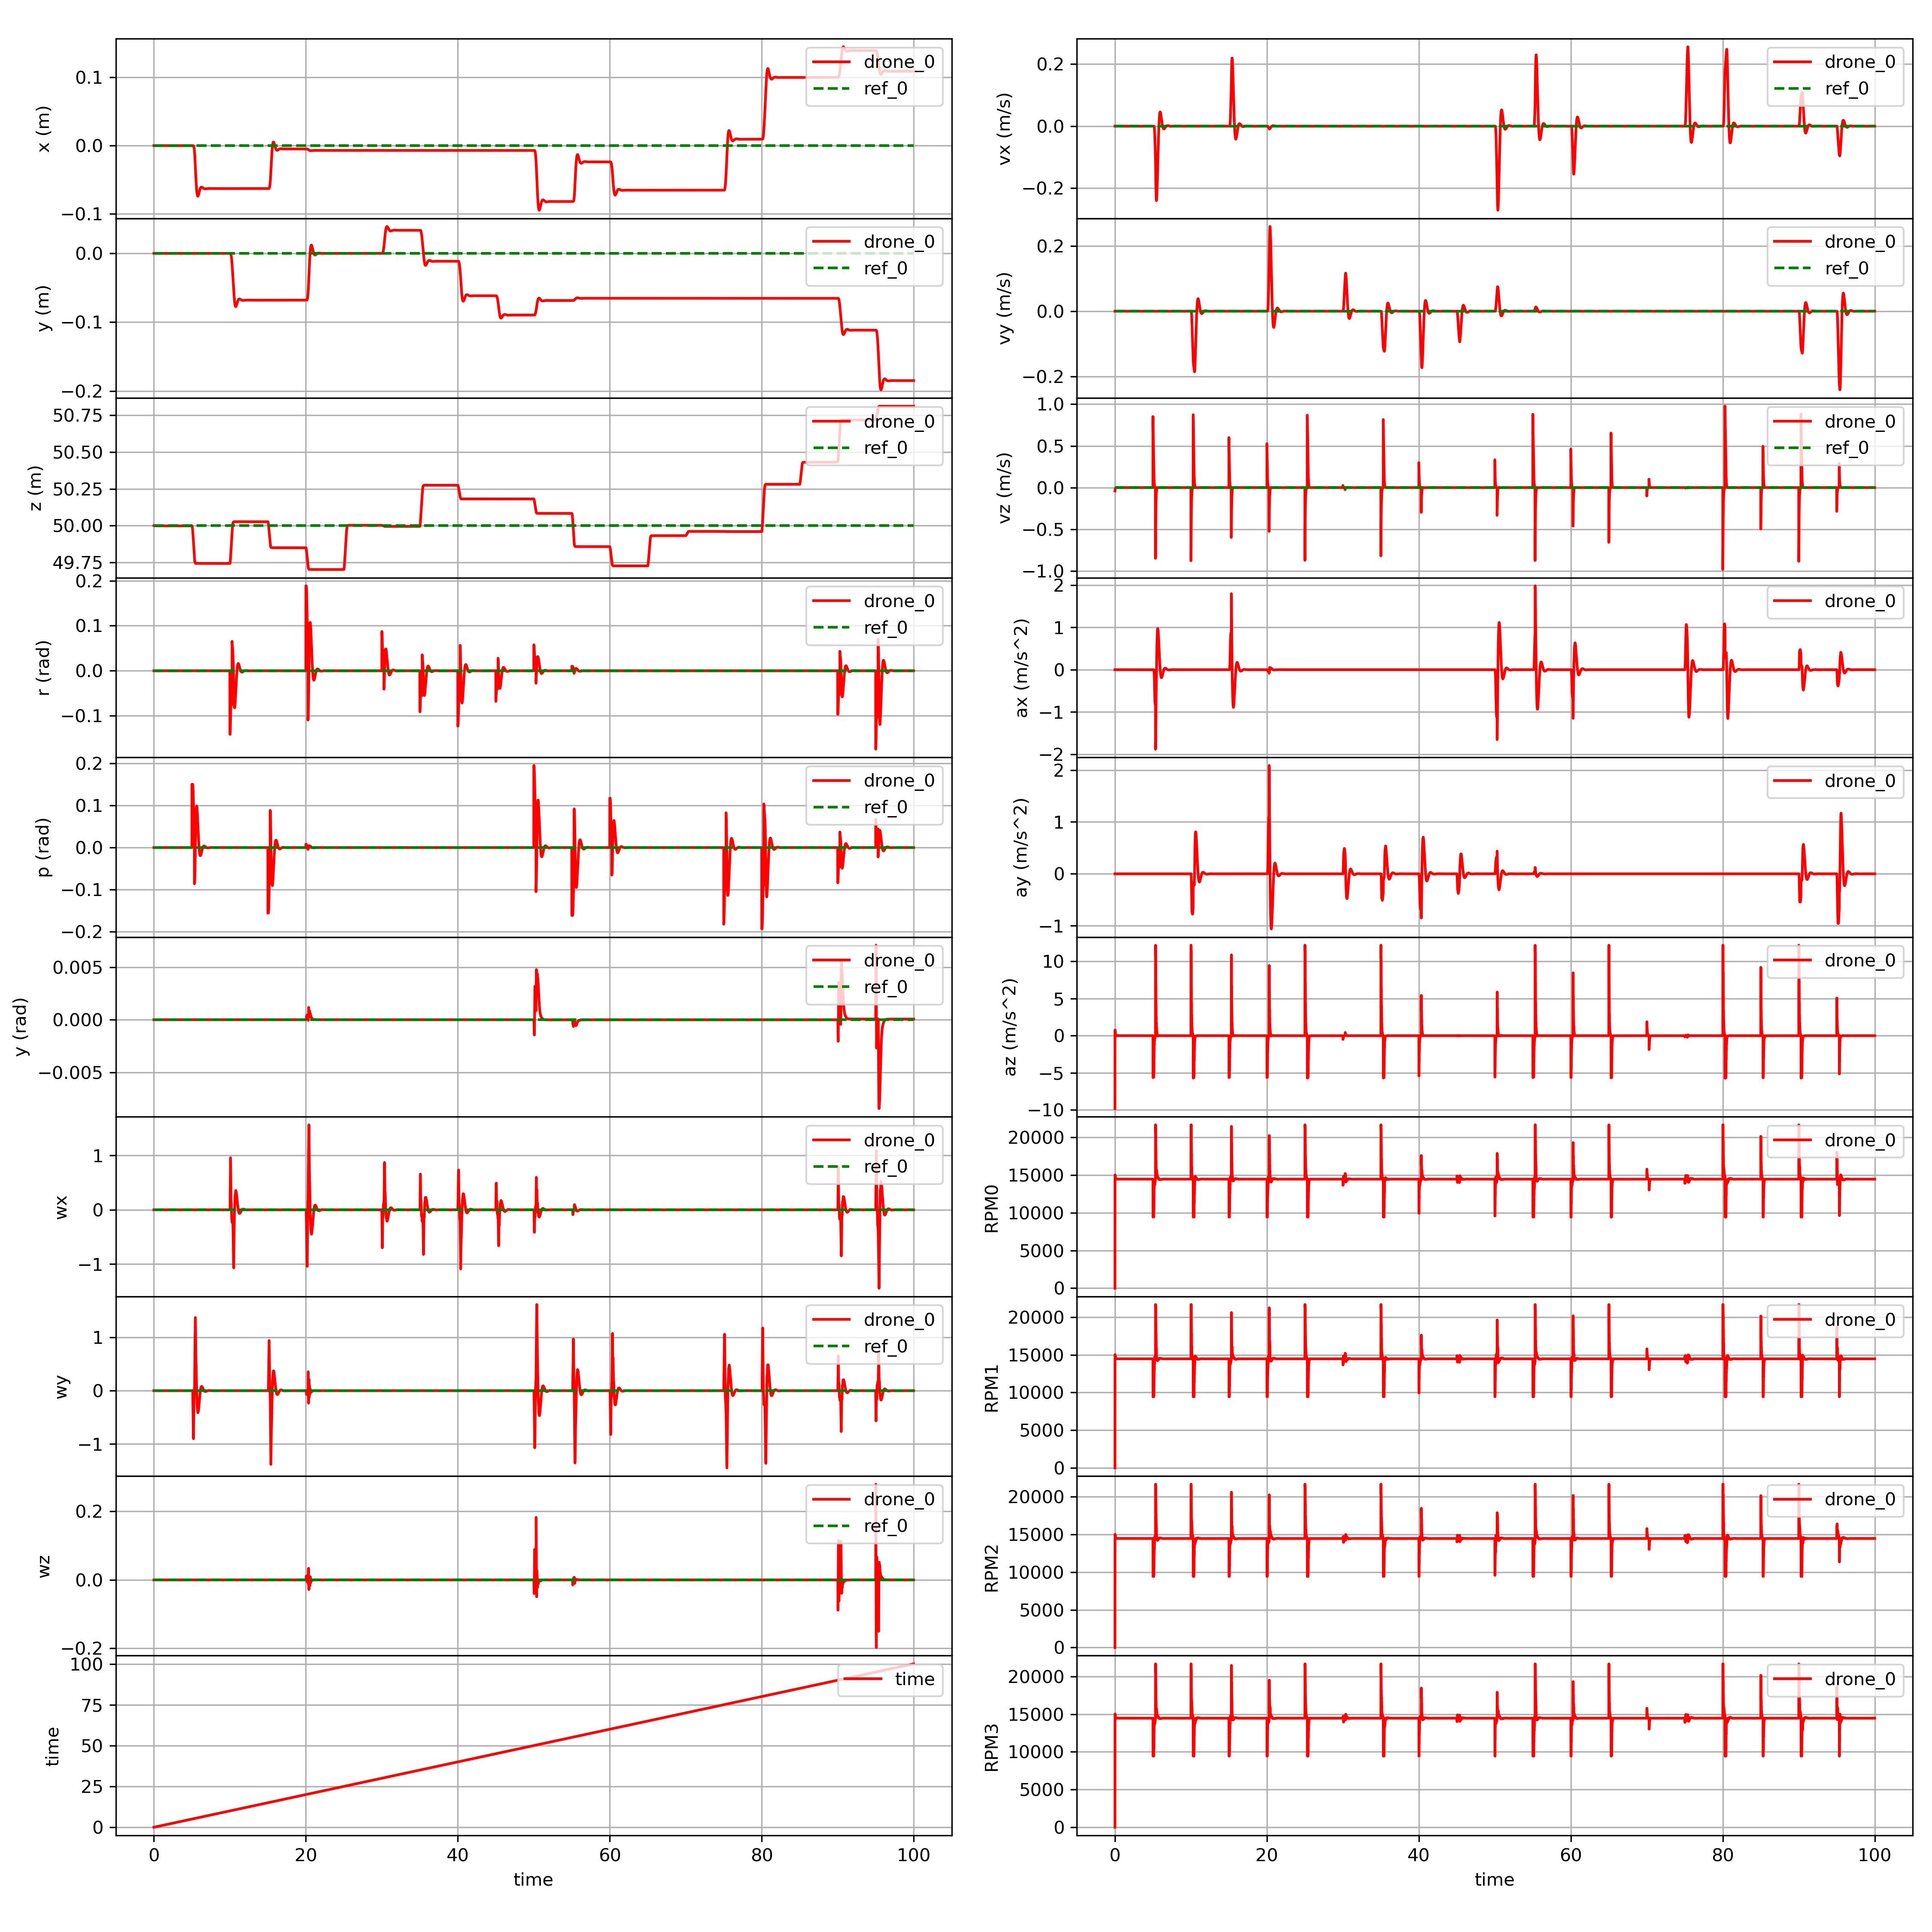 x (m)
0.1
0.0
−0.1
drone_0
ref_0
y (m)
0.0
−0.1
−0.2
drone_0
ref_0
z (m)
50.75
50.50
50.25
50.00
49.75
drone_0
ref_0
r (rad)
0.2
0.1
0.0
−0.1
drone_0
ref_0
p (rad)
0.2
0.1
0.0
−0.1
−0.2
drone_0
ref_0
y (rad)
0.005
0.000
−0.005
drone_0
ref_0
wx
1
0
−1
drone_0
ref_0
wy
1
0
−1
drone_0
ref_0
wz
0.2
0.0
−0.2
drone_0
ref_0
time
100
75
50
25
0
time
0 20 40 60 80 100
time
vx (m/s)
0.2
0.0
−0.2
drone_0
ref_0
vy (m/s)
0.2
0.0
−0.2
drone_0
ref_0
vz (m/s)
1.0
0.5
0.0
−0.5
−1.0
drone_0
ref_0
ax (m/s^2)
2
1
0
−1
−2
drone_0
ay (m/s^2)
2
1
0
−1
drone_0
az (m/s^2)
10
5
0
−5
−10
drone_0
RPM0
20000
15000
10000
5000
0
drone_0
RPM1
20000
15000
10000
5000
0
drone_0
RPM2
20000
15000
10000
5000
0
drone_0
RPM3
20000
15000
10000
5000
0
drone_0
0 20 40 60 80 100
time